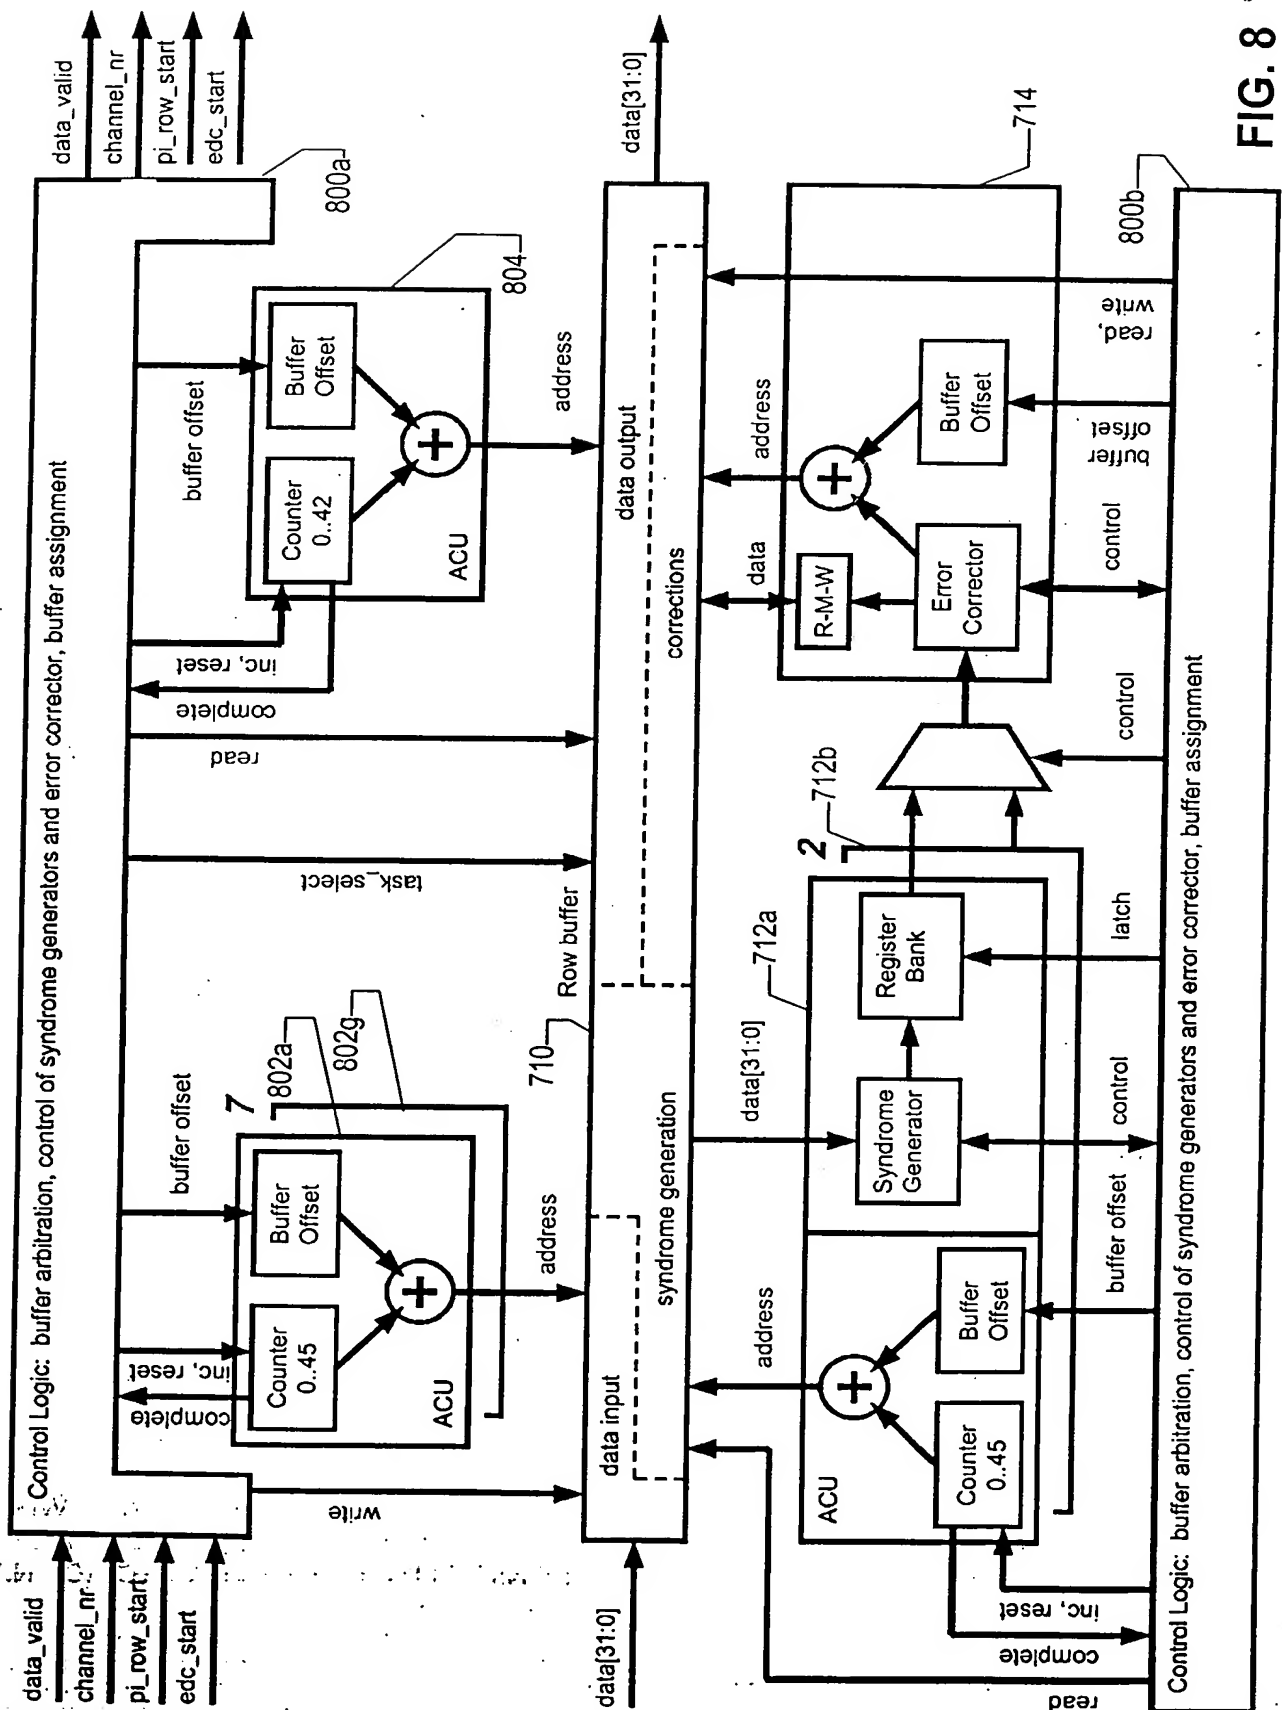 data_valid
channel_nr
pi_row_start
edc_start
Control Logic: buffer arbitration, control of syndrome generators and error corrector, buffer assignment
data_valid
channel_nr
pi_row_start
edc_start
800a
write
complete
inc, reset
buffer offset
7
802a
802g
Counter
0..45
Buffer
Offset
+
ACU
address
task_select
read
complete
inc, reset
buffer offset
Counter
0..42
Buffer
Offset
+
ACU
804
address
data[31:0]
710
Row buffer
data input
syndrome generation
data output
corrections
data[31:0]
read
complete
inc, reset
ACU
Counter
0..45
Buffer
Offset
+
address
buffer offset
data[31:0]
Syndrome
Generator
Register
Bank
712a
2
712b
control
latch
control
data
address
R-M-W
+
Error
Corrector
Buffer
Offset
714
control
buffer
offset
read,
write
800b
Control Logic: buffer arbitration, control of syndrome generators and error corrector, buffer assignment
FIG. 8